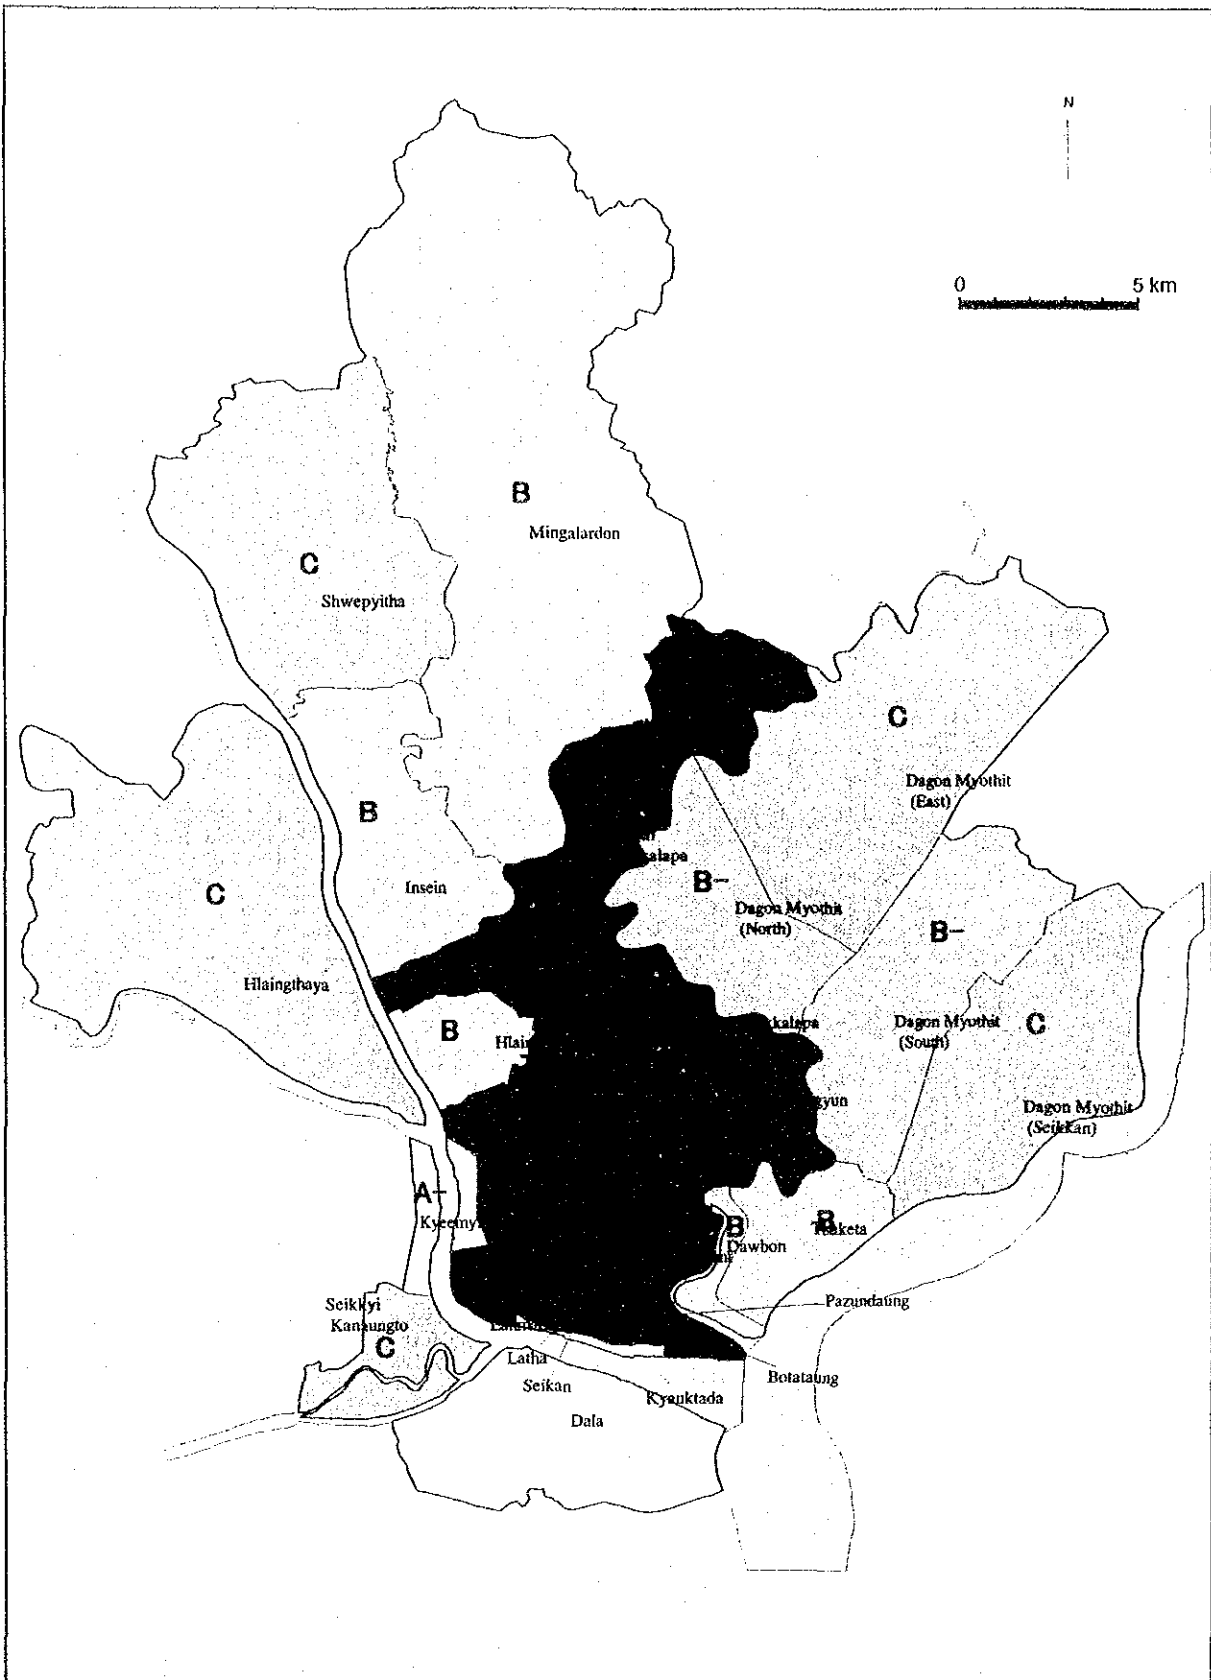 N
0 5 km
B
Mingalardon
C
Shwepyitha
C
Dagon Myothit
(East)
B
Insein
C
Hlaingthaya
B-
Dagon Myothit
(North)
B-
Dagon Myothit
(South)
C
Dagon Myothit
(Seikkan)
B
A-
B
Dawbon
B
Pazundaung
Seikkyi
Kanaungto
C
Latha
Seikan
Dala
Kyauktada
Botataung